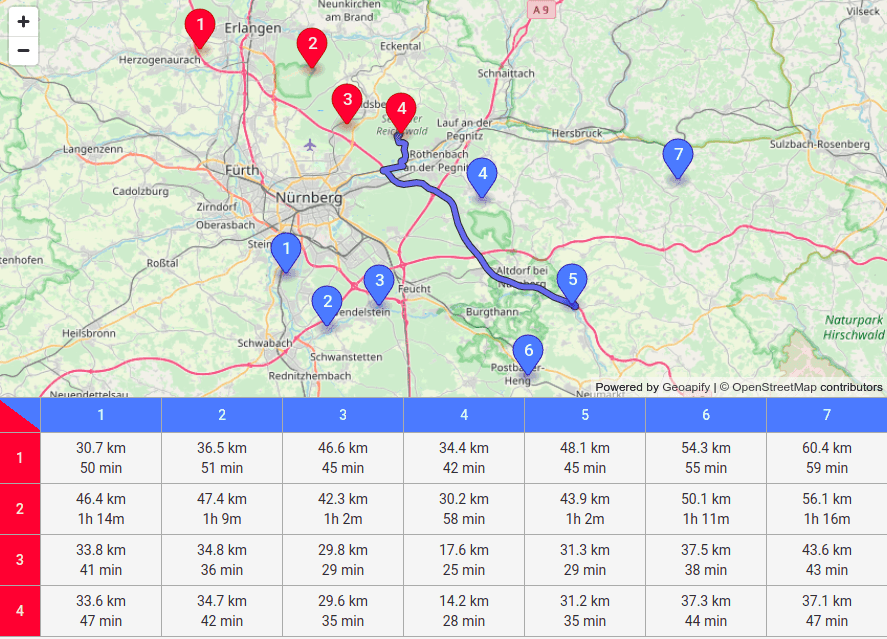 +
−
Neunkirchen
am Brand
A 9
Vilseck
1
Erlangen
2
Eckental
Herzogenaurach
Schnaittach
3
4
Lauf an der
Pegnitz
Hersbruck
Sulzbach-Rosenberg
Langenzenn
Röthenbach
an der Pegnitz
7
4
Fürth
Cadolzburg
Nürnberg
Zirndorf
Oberasbach
Stein
1
Roßtal
Altdorf bei
5
3
Feucht
2
Burgthann
Heilsbronn
Naturpark
Hirschwald
Schwabach
Schwanstetten
6
Rednitzhembach
Heng
Neuendettelsau
Neumarkt
Powered by Geoapify | © OpenStreetMap contributors
1 2 3 4 5 6 7
1 30.7 km 36.5 km 46.6 km 34.4 km 48.1 km 54.3 km 60.4 km
50 min 51 min 45 min 42 min 45 min 55 min 59 min
2 46.4 km 47.4 km 42.3 km 30.2 km 43.9 km 50.1 km 56.1 km
1h 14m 1h 9m 1h 2m 58 min 1h 2m 1h 11m 1h 16m
3 33.8 km 34.8 km 29.8 km 17.6 km 31.3 km 37.5 km 43.6 km
41 min 36 min 29 min 25 min 29 min 38 min 43 min
4 33.6 km 34.7 km 29.6 km 14.2 km 31.2 km 37.3 km 37.1 km
47 min 42 min 35 min 28 min 35 min 44 min 47 min